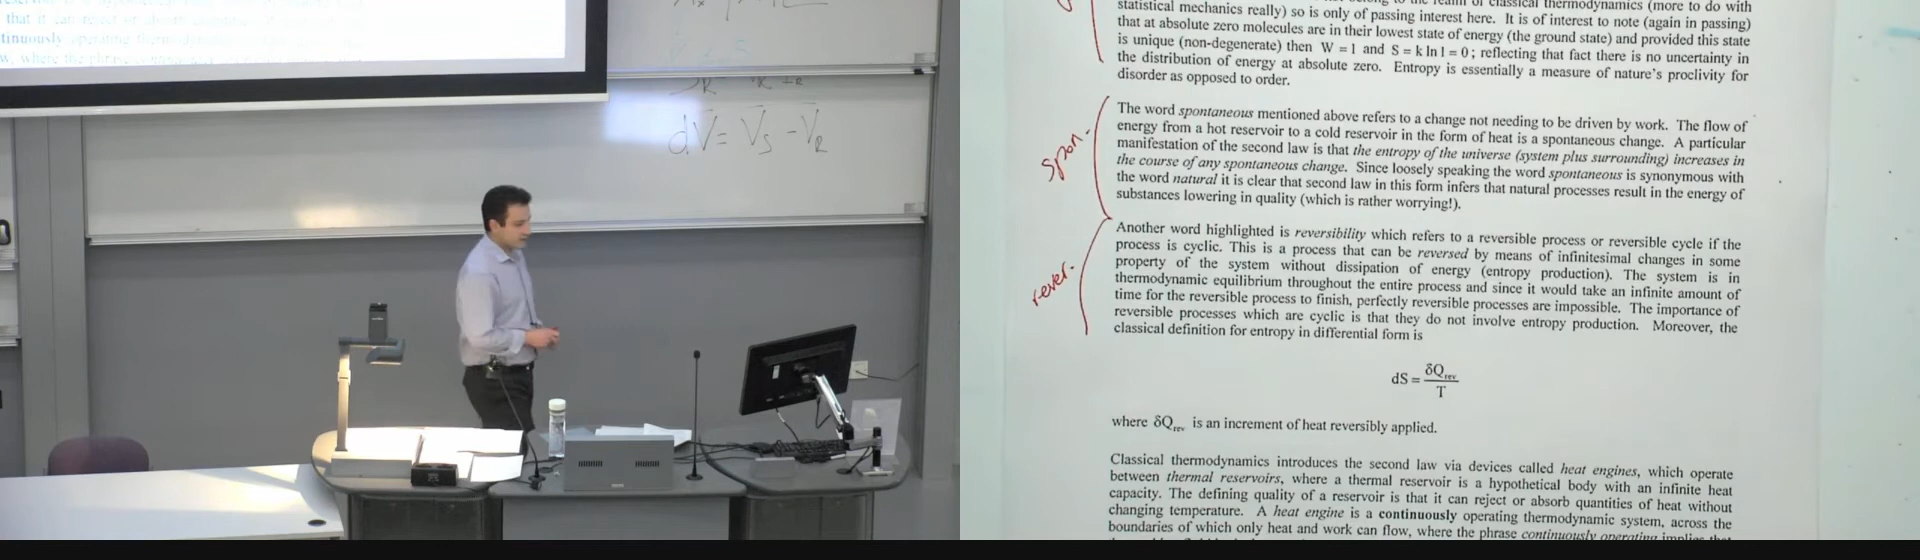 that it can reject or absorb
w, where the phrase
dV = V_S - V_R
statistical mechanics really) so is only of passing interest here. It is of interest to note (again in passing)
that at absolute zero molecules are in their lowest state of energy (the ground state) and provided this state
is unique (non-degenerate) then W = 1 and S = k ln 1 = 0 ; reflecting that fact there is no uncertainty in
the distribution of energy at absolute zero. Entropy is essentially a measure of nature's proclivity for
disorder as opposed to order.
spon.
The word spontaneous mentioned above refers to a change not needing to be driven by work. The flow of
energy from a hot reservoir to a cold reservoir in the form of heat is a spontaneous change. A particular
manifestation of the second law is that the entropy of the universe (system plus surrounding) increases in
the course of any spontaneous change. Since loosely speaking the word spontaneous is synonymous with
the word natural it is clear that second law in this form infers that natural processes result in the energy of
substances lowering in quality (which is rather worrying!).
rever.
Another word highlighted is reversibility which refers to a reversible process or reversible cycle if the
process is cyclic. This is a process that can be reversed by means of infinitesimal changes in some
property of the system without dissipation of energy (entropy production). The system is in
thermodynamic equilibrium throughout the entire process and since it would take an infinite amount of
time for the reversible process to finish, perfectly reversible processes are impossible. The importance of
reversible processes which are cyclic is that they do not involve entropy production. Moreover, the
classical definition for entropy in differential form is
dS = δQ_rev / T
where δQ_rev is an increment of heat reversibly applied.
Classical thermodynamics introduces the second law via devices called heat engines, which operate
between thermal reservoirs, where a thermal reservoir is a hypothetical body with an infinite heat
capacity. The defining quality of a reservoir is that it can reject or absorb quantities of heat without
changing temperature. A heat engine is a continuously operating thermodynamic system, across the
boundaries of which only heat and work can flow, where the phrase continuously operating implies that